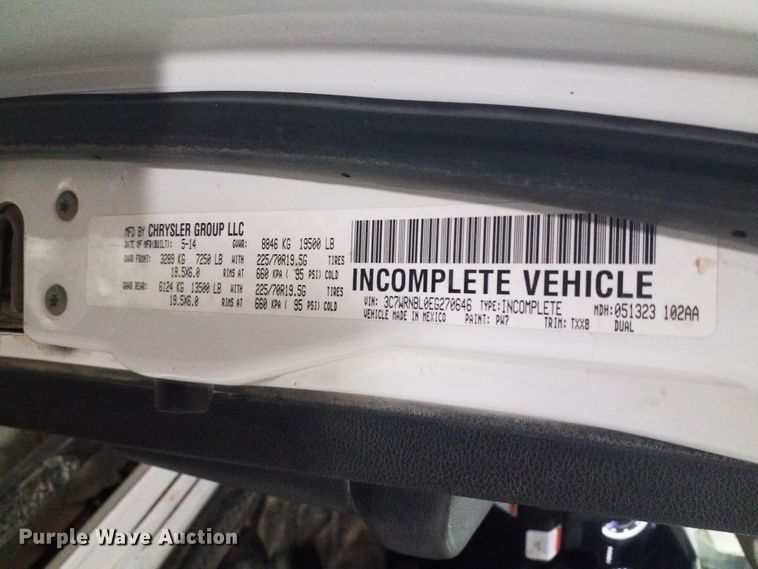 MFD BY CHRYSLER GROUP LLC
DATE OF MFR(BUILT): 5-14 GVWR: 8846 KG 19500 LB
GAWR FRONT: 3289 KG 7250 LB WITH 225/70R19.5G TIRES
19.5X6.0 RIMS AT 660 KPA ( 95 PSI) COLD
GAWR REAR: 6124 KG 13500 LB WITH 225/70R19.5G TIRES
19.5X6.0 RIMS AT 660 KPA ( 95 PSI) COLD
INCOMPLETE VEHICLE
VIN: 3C7WRNBL0EG270646 TYPE:INCOMPLETE MDH:051323 102AA
VEHICLE MADE IN MEXICO PAINT: PW7 TRIM: TXX8 DUAL
Purple Wave Auction